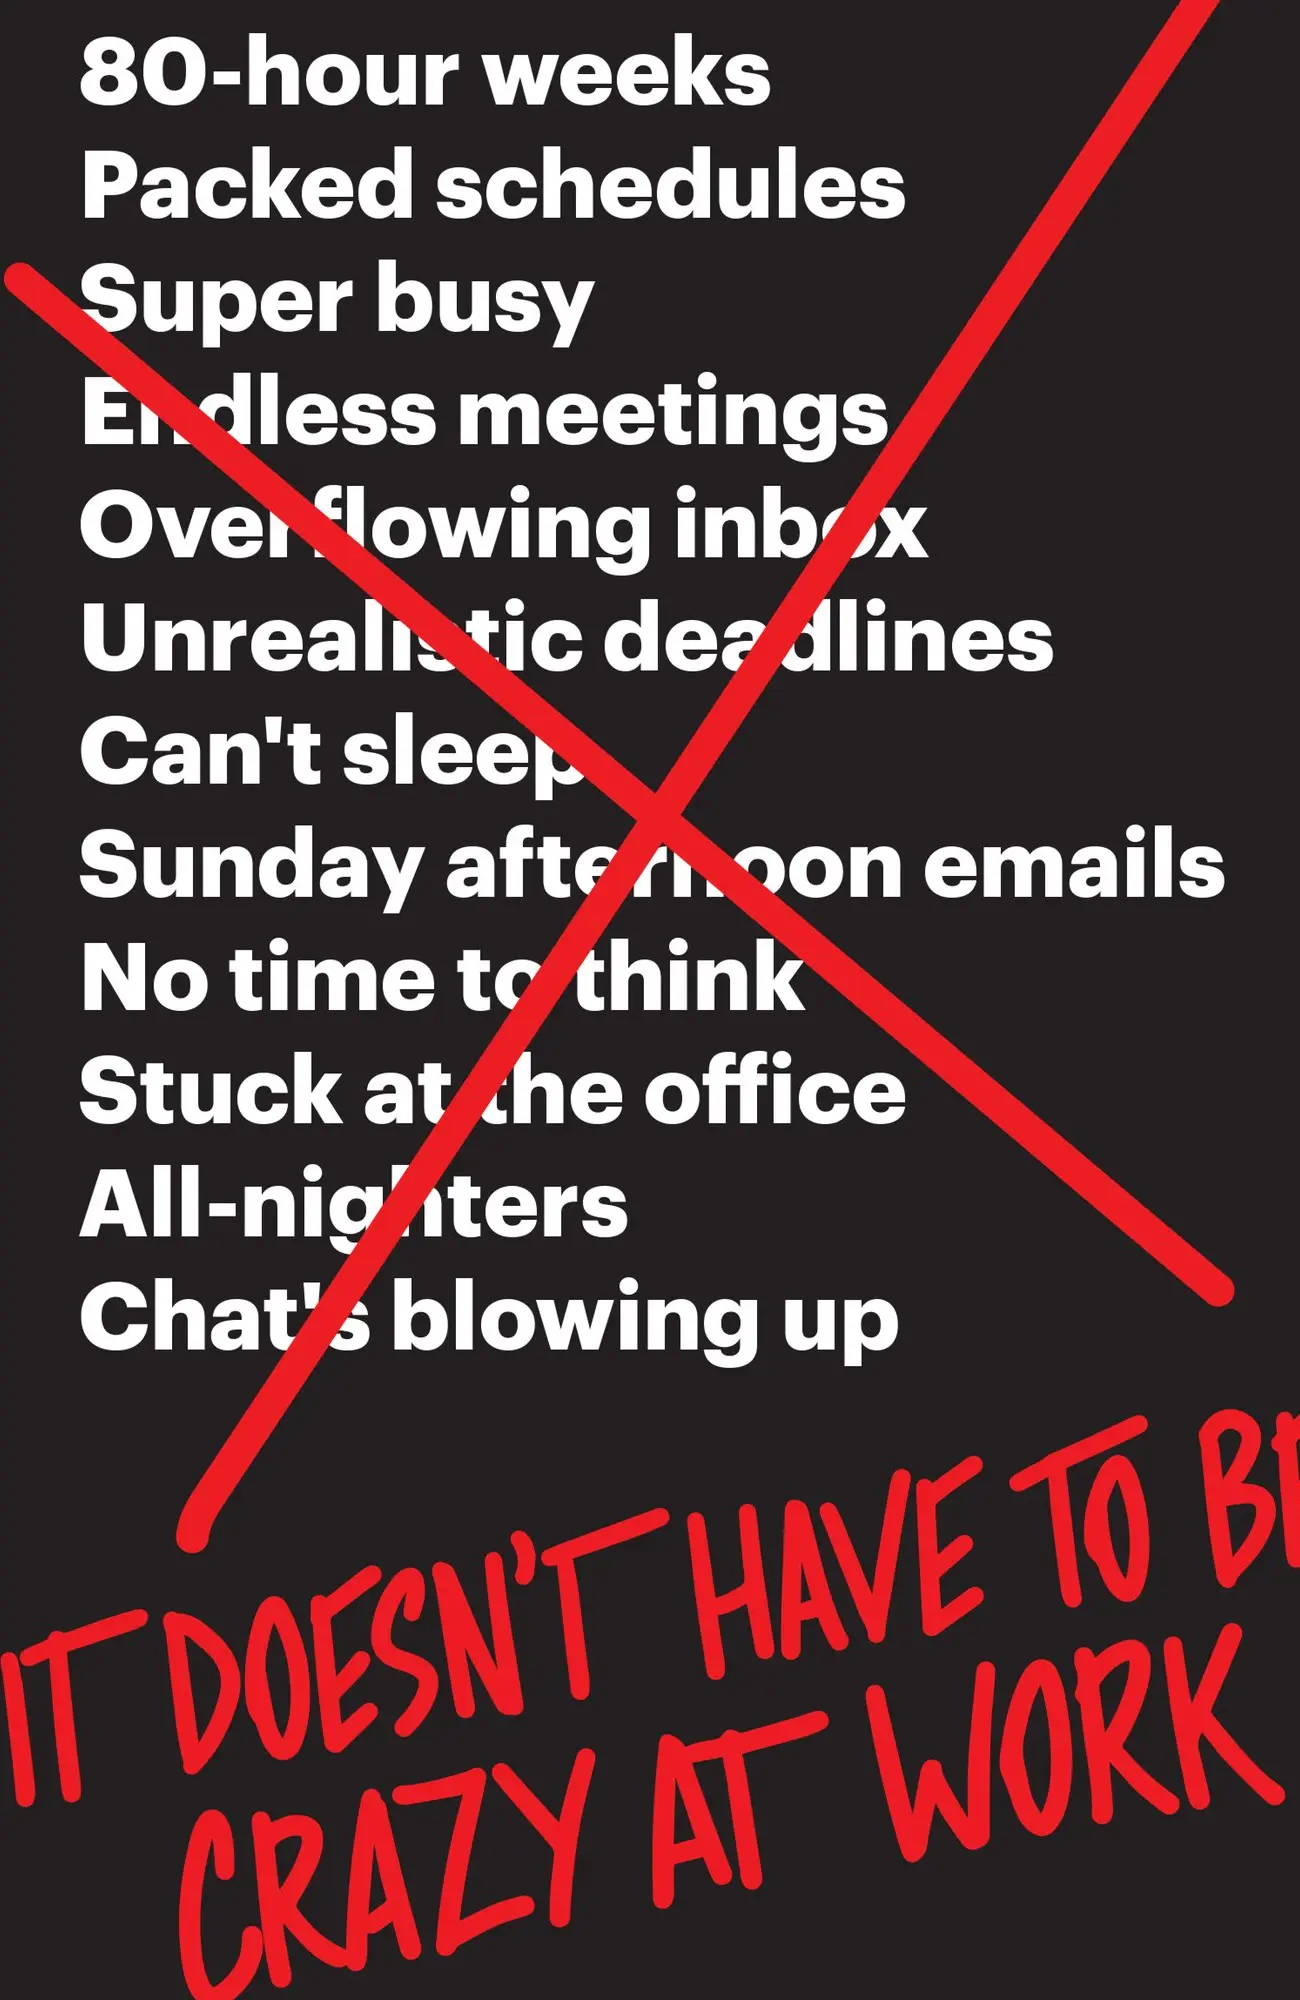 80-hour weeks
Packed schedules
Super busy
Endless meetings
Overflowing inbox
Unrealistic deadlines
Can't sleep
Sunday afternoon emails
No time to think
Stuck at the office
All-nighters
Chat's blowing up
IT DOESN'T HAVE TO BE
CRAZY AT WORK